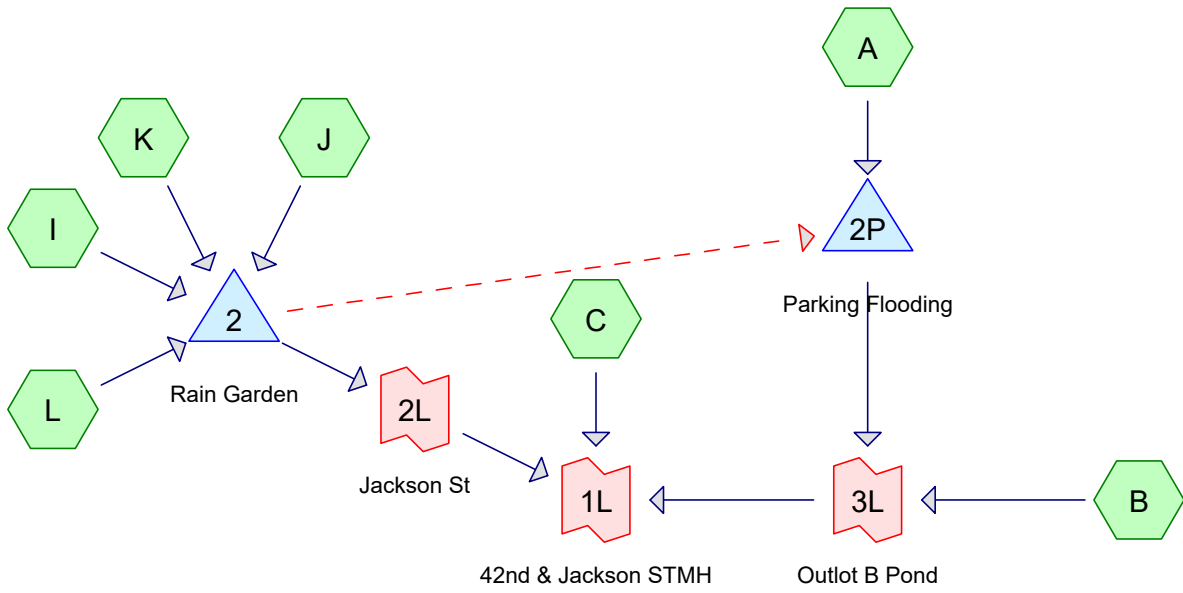 A
K
J
I
2P
Parking Flooding
2
C
Rain Garden
L
2L
Jackson St
1L
3L
B
42nd & Jackson STMH
Outlot B Pond